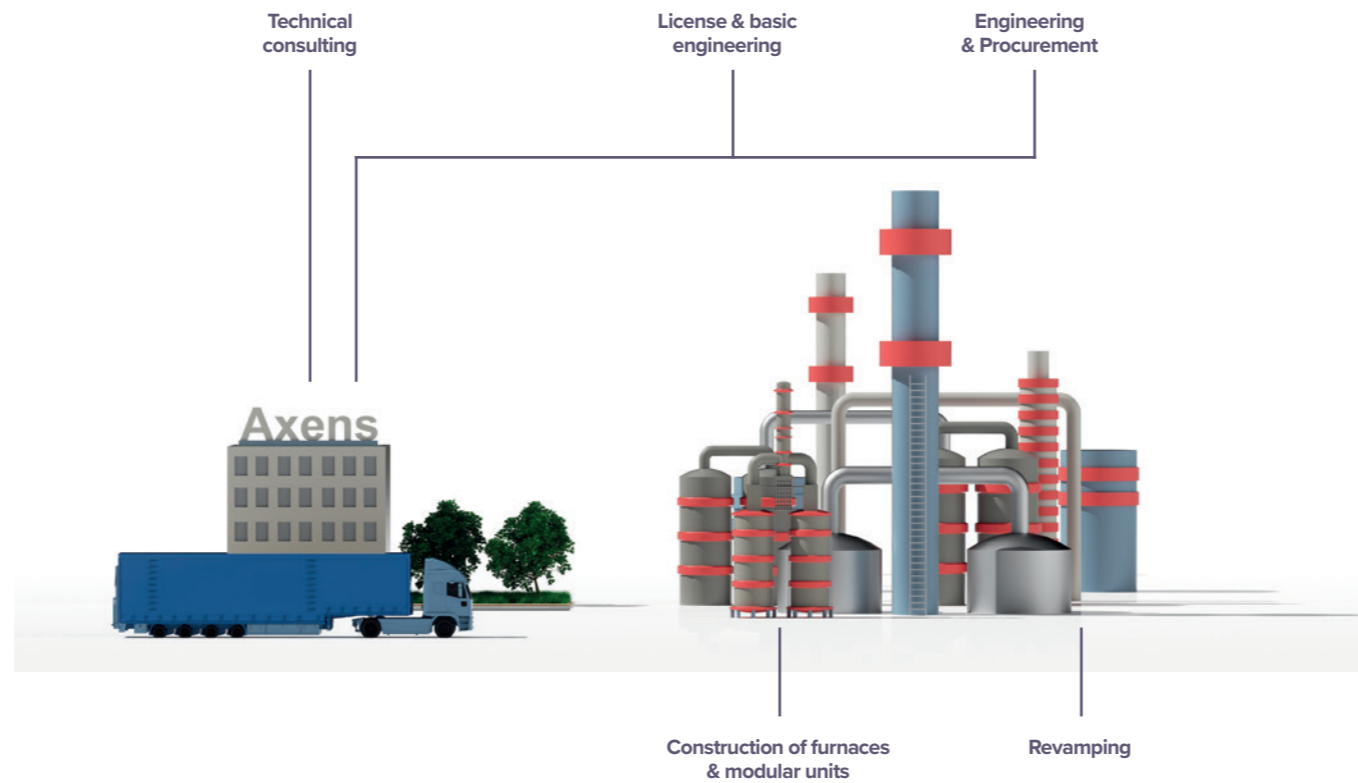 Technical
consulting
License & basic
engineering
Engineering
& Procurement
Axens
Construction of furnaces
& modular units
Revamping